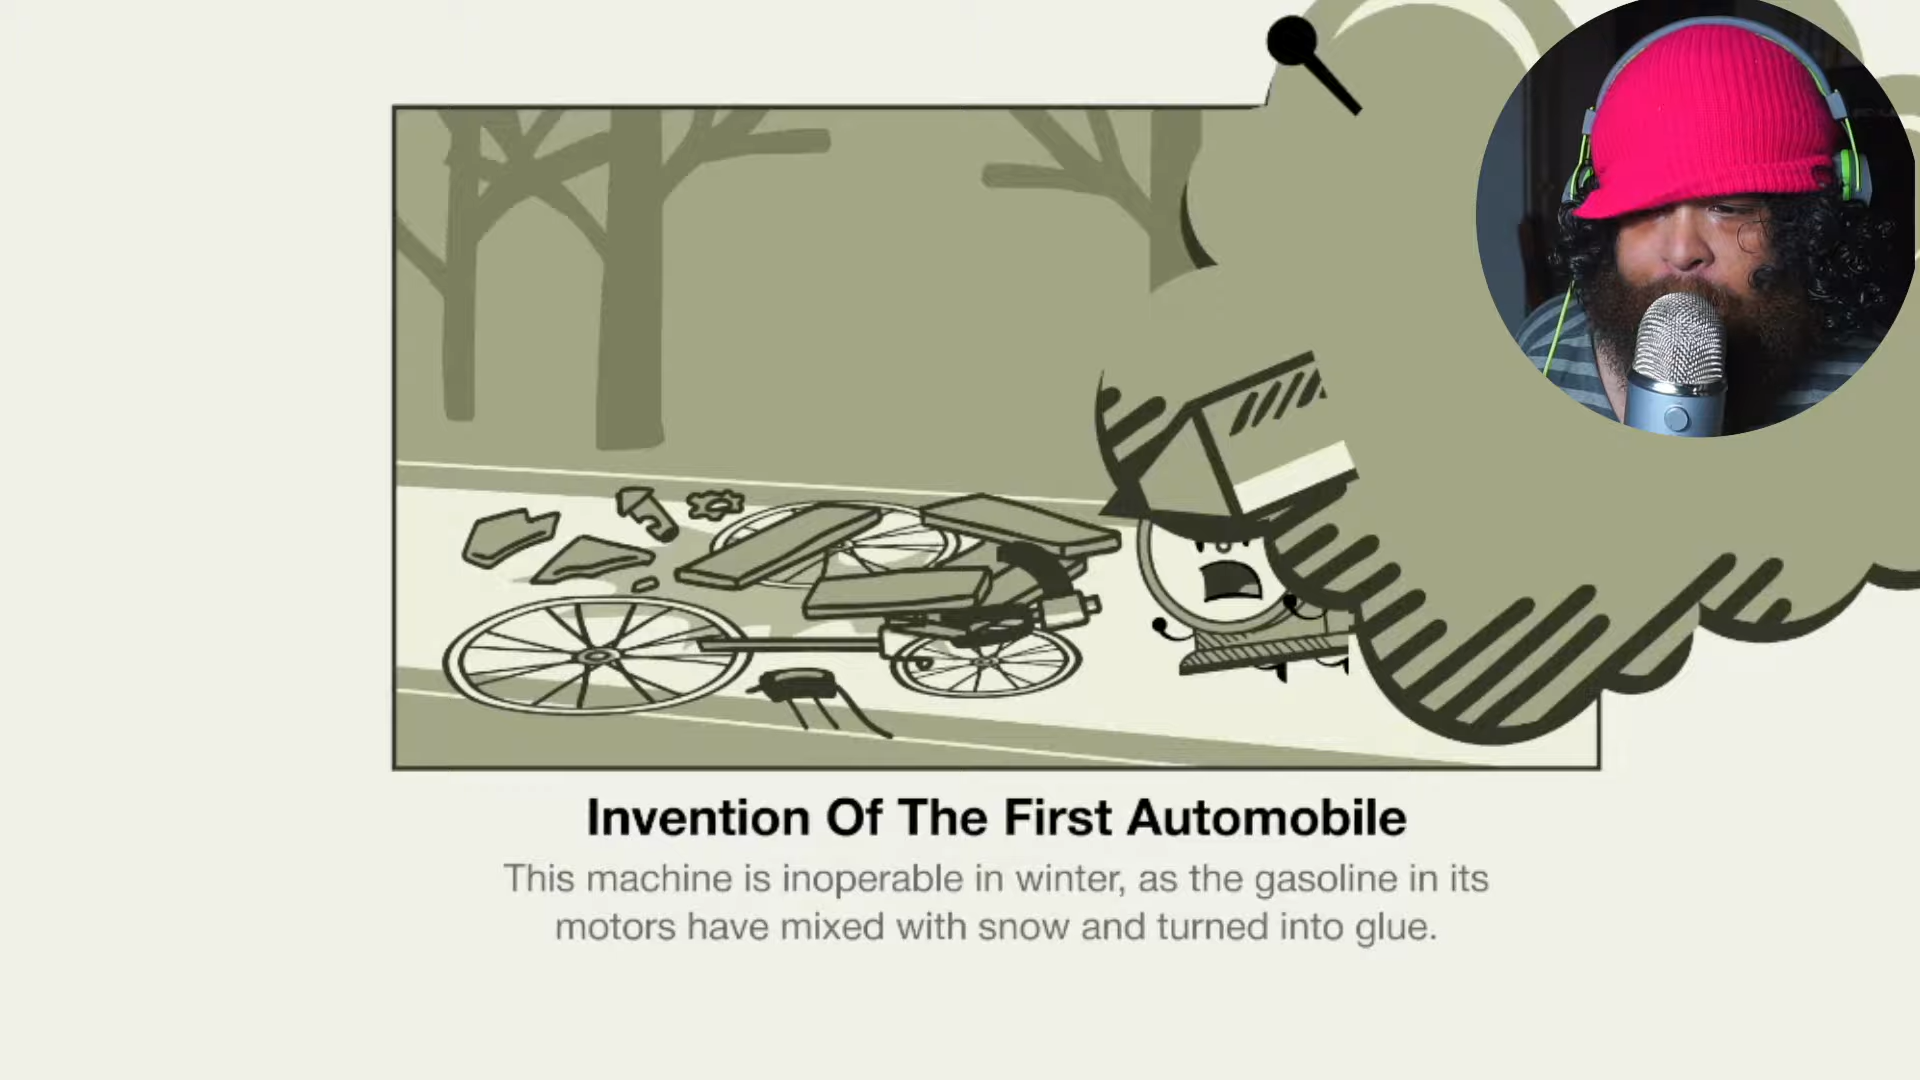 Invention Of The First Automobile
This machine is inoperable in winter, as the gasoline in its
motors have mixed with snow and turned into glue.